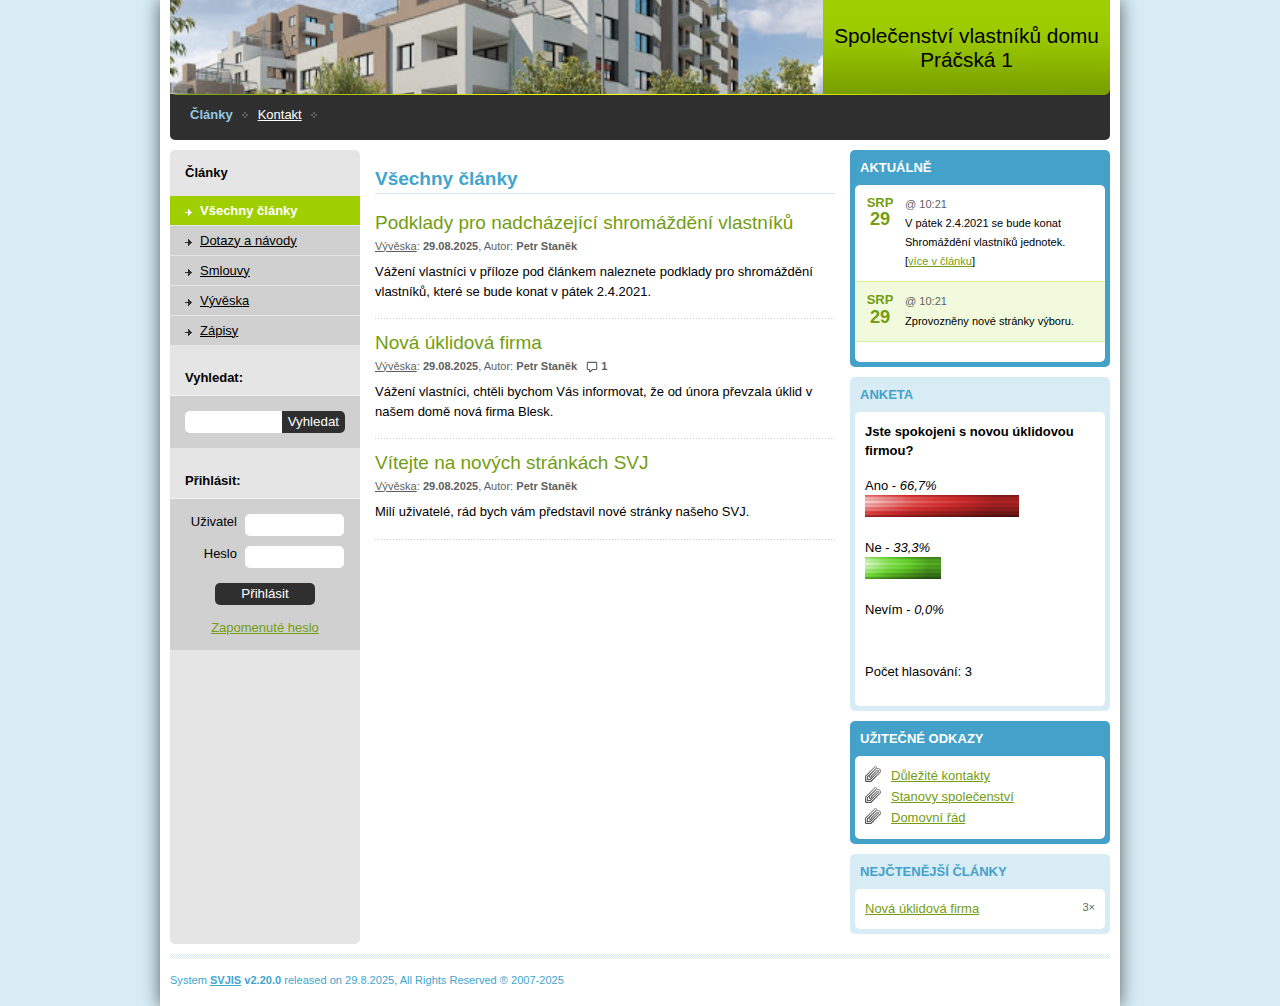 Společenství vlastníků domu
Práčská 1
Články
Kontakt
Články
Všechny články
Dotazy a návody
Smlouvy
Vývěska
Zápisy
Vyhledat:
Vyhledat
Přihlásit:
Uživatel
Heslo
Přihlásit
Zapomenuté heslo
Všechny články
Podklady pro nadcházející shromáždění vlastníků
Vývěska: 29.08.2025, Autor: Petr Staněk
Vážení vlastníci v příloze pod článkem naleznete podklady pro shromáždění
vlastníků, které se bude konat v pátek 2.4.2021.
Nová úklidová firma
Vývěska: 29.08.2025, Autor: Petr Staněk 1
Vážení vlastníci, chtěli bychom Vás informovat, že od února převzala úklid v
našem domě nová firma Blesk.
Vítejte na nových stránkách SVJ
Vývěska: 29.08.2025, Autor: Petr Staněk
Milí uživatelé, rád bych vám představil nové stránky našeho SVJ.
AKTUÁLNĚ
SRP
29
@ 10:21
V pátek 2.4.2021 se bude konat
Shromáždění vlastníků jednotek.
[více v článku]
SRP
29
@ 10:21
Zprovozněny nové stránky výboru.
ANKETA
Jste spokojeni s novou úklidovou
firmou?
Ano - 66,7%
Ne - 33,3%
Nevím - 0,0%
Počet hlasování: 3
UŽITEČNÉ ODKAZY
Důležité kontakty
Stanovy společenství
Domovní řád
NEJČTENĚJŠÍ ČLÁNKY
Nová úklidová firma 3×
System SVJIS v2.20.0 released on 29.8.2025, All Rights Reserved ® 2007-2025